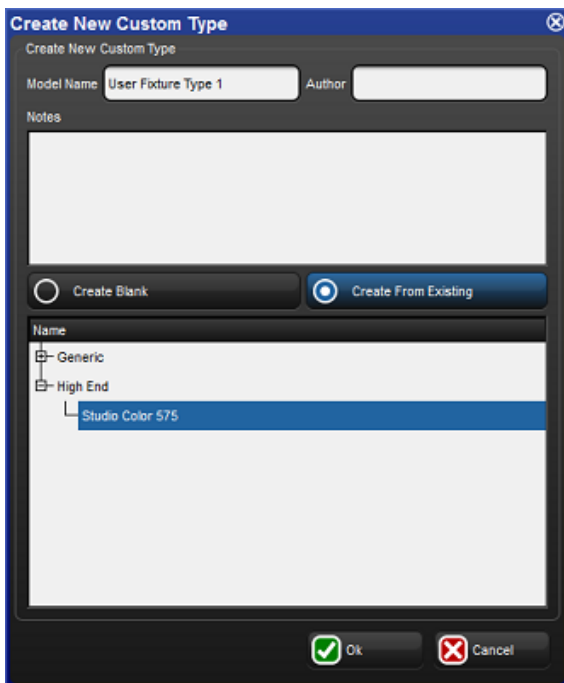 Create New Custom Type
Create New Custom Type
Model Name User Fixture Type 1 Author
Notes
Create Blank Create From Existing
Name
Generic
High End
Studio Color 575
Ok Cancel